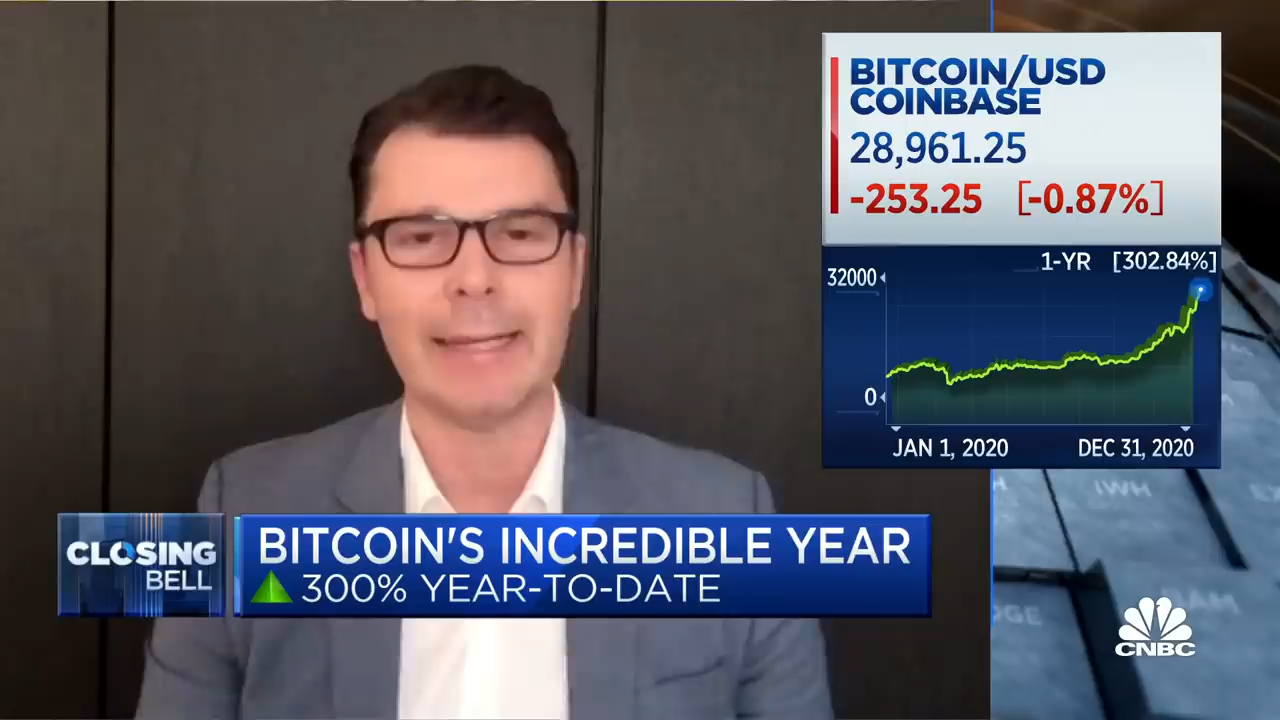 BITCOIN/USD
COINBASE
28,961.25
-253.25 [-0.87%]
1-YR [302.84%]
32000
0
JAN 1, 2020 DEC 31, 2020
CLOSING
BELL
BITCOIN'S INCREDIBLE YEAR
300% YEAR-TO-DATE
IWH
CNBC